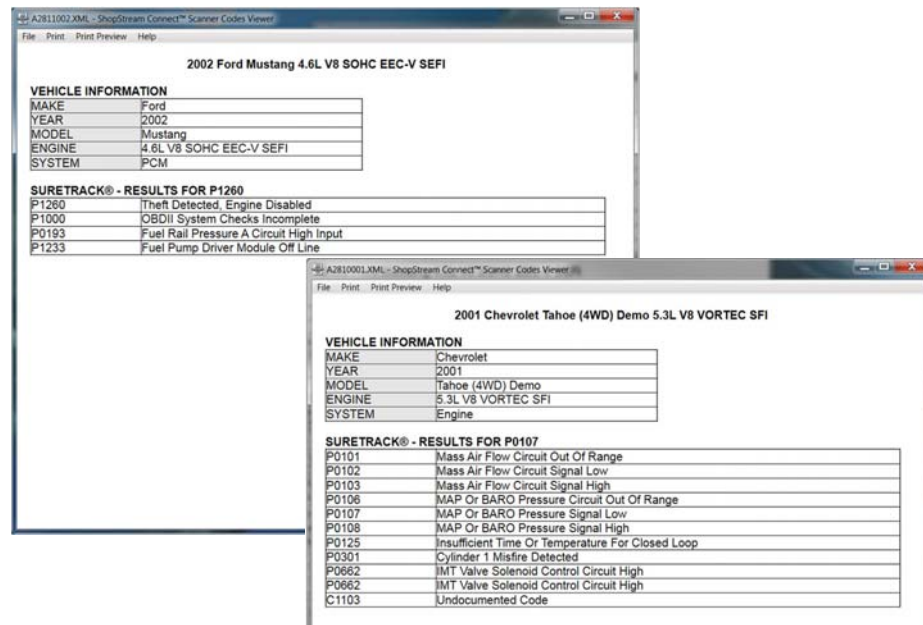 A2811002.XML - ShopStream Connect™ Scanner Codes Viewer
File Print Print Preview Help
2002 Ford Mustang 4.6L V8 SOHC EEC-V SEFI
VEHICLE INFORMATION
MAKE Ford
YEAR 2002
MODEL Mustang
ENGINE 4.6L V8 SOHC EEC-V SEFI
SYSTEM PCM
SURETRACK® - RESULTS FOR P1260
P1260 Theft Detected, Engine Disabled
P1000 OBDII System Checks Incomplete
P0193 Fuel Rail Pressure A Circuit High Input
P1233 Fuel Pump Driver Module Off Line
A2810001.XML - ShopStream Connect™ Scanner Codes Viewer
File Print Print Preview Help
2001 Chevrolet Tahoe (4WD) Demo 5.3L V8 VORTEC SFI
VEHICLE INFORMATION
MAKE Chevrolet
YEAR 2001
MODEL Tahoe (4WD) Demo
ENGINE 5.3L V8 VORTEC SFI
SYSTEM Engine
SURETRACK® - RESULTS FOR P0107
P0101 Mass Air Flow Circuit Out Of Range
P0102 Mass Air Flow Circuit Signal Low
P0103 Mass Air Flow Circuit Signal High
P0106 MAP Or BARO Pressure Circuit Out Of Range
P0107 MAP Or BARO Pressure Signal Low
P0108 MAP Or BARO Pressure Signal High
P0125 Insufficient Time Or Temperature For Closed Loop
P0301 Cylinder 1 Misfire Detected
P0662 IMT Valve Solenoid Control Circuit High
P0662 IMT Valve Solenoid Control Circuit High
C1103 Undocumented Code